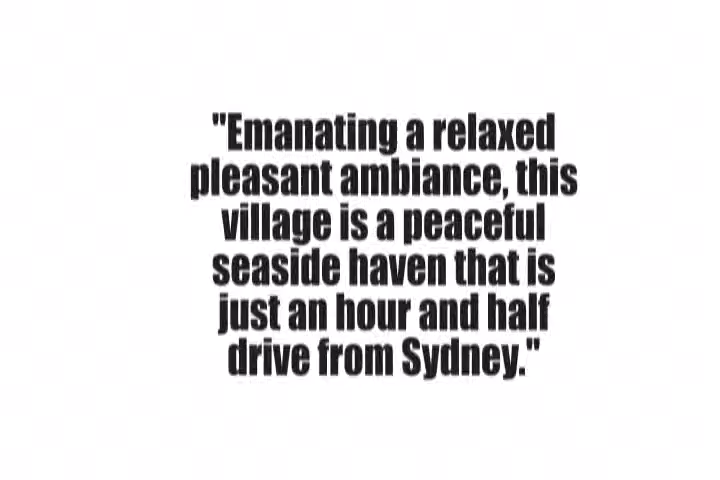 "Emanating a relaxed
pleasant ambiance, this
village is a peaceful
seaside haven that is
just an hour and half
drive from Sydney."